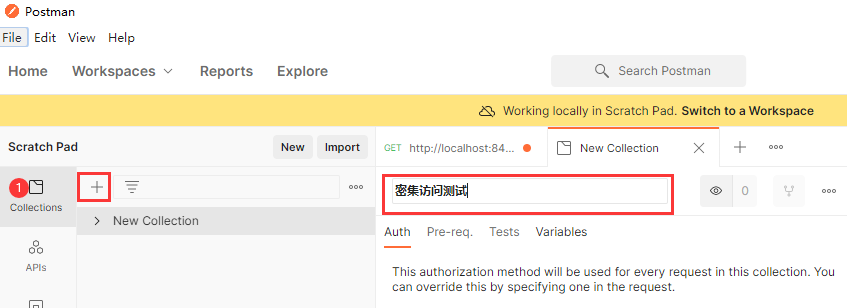 Postman
File Edit View Help
Home Workspaces Reports Explore Search Postman
Working locally in Scratch Pad. Switch to a Workspace
Scratch Pad New Import GET http://localhost:84... New Collection
1 Collections
密集访问测试 0
New Collection
Auth Pre-req. Tests Variables
APIs
This authorization method will be used for every request in this collection. You
can override this by specifying one in the request.